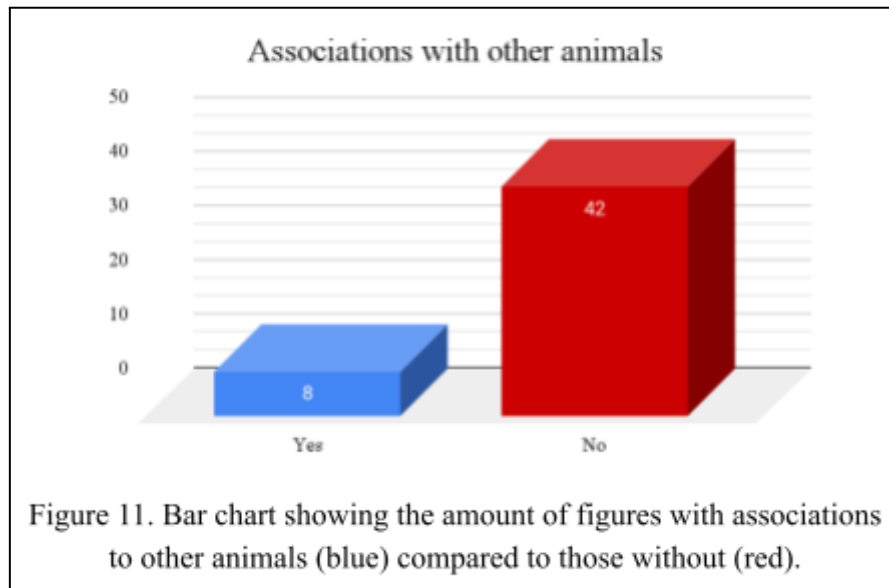 Associations with other animals
50
40
30
20
10
0
8
42
Yes
No
Figure 11. Bar chart showing the amount of figures with associations
to other animals (blue) compared to those without (red).